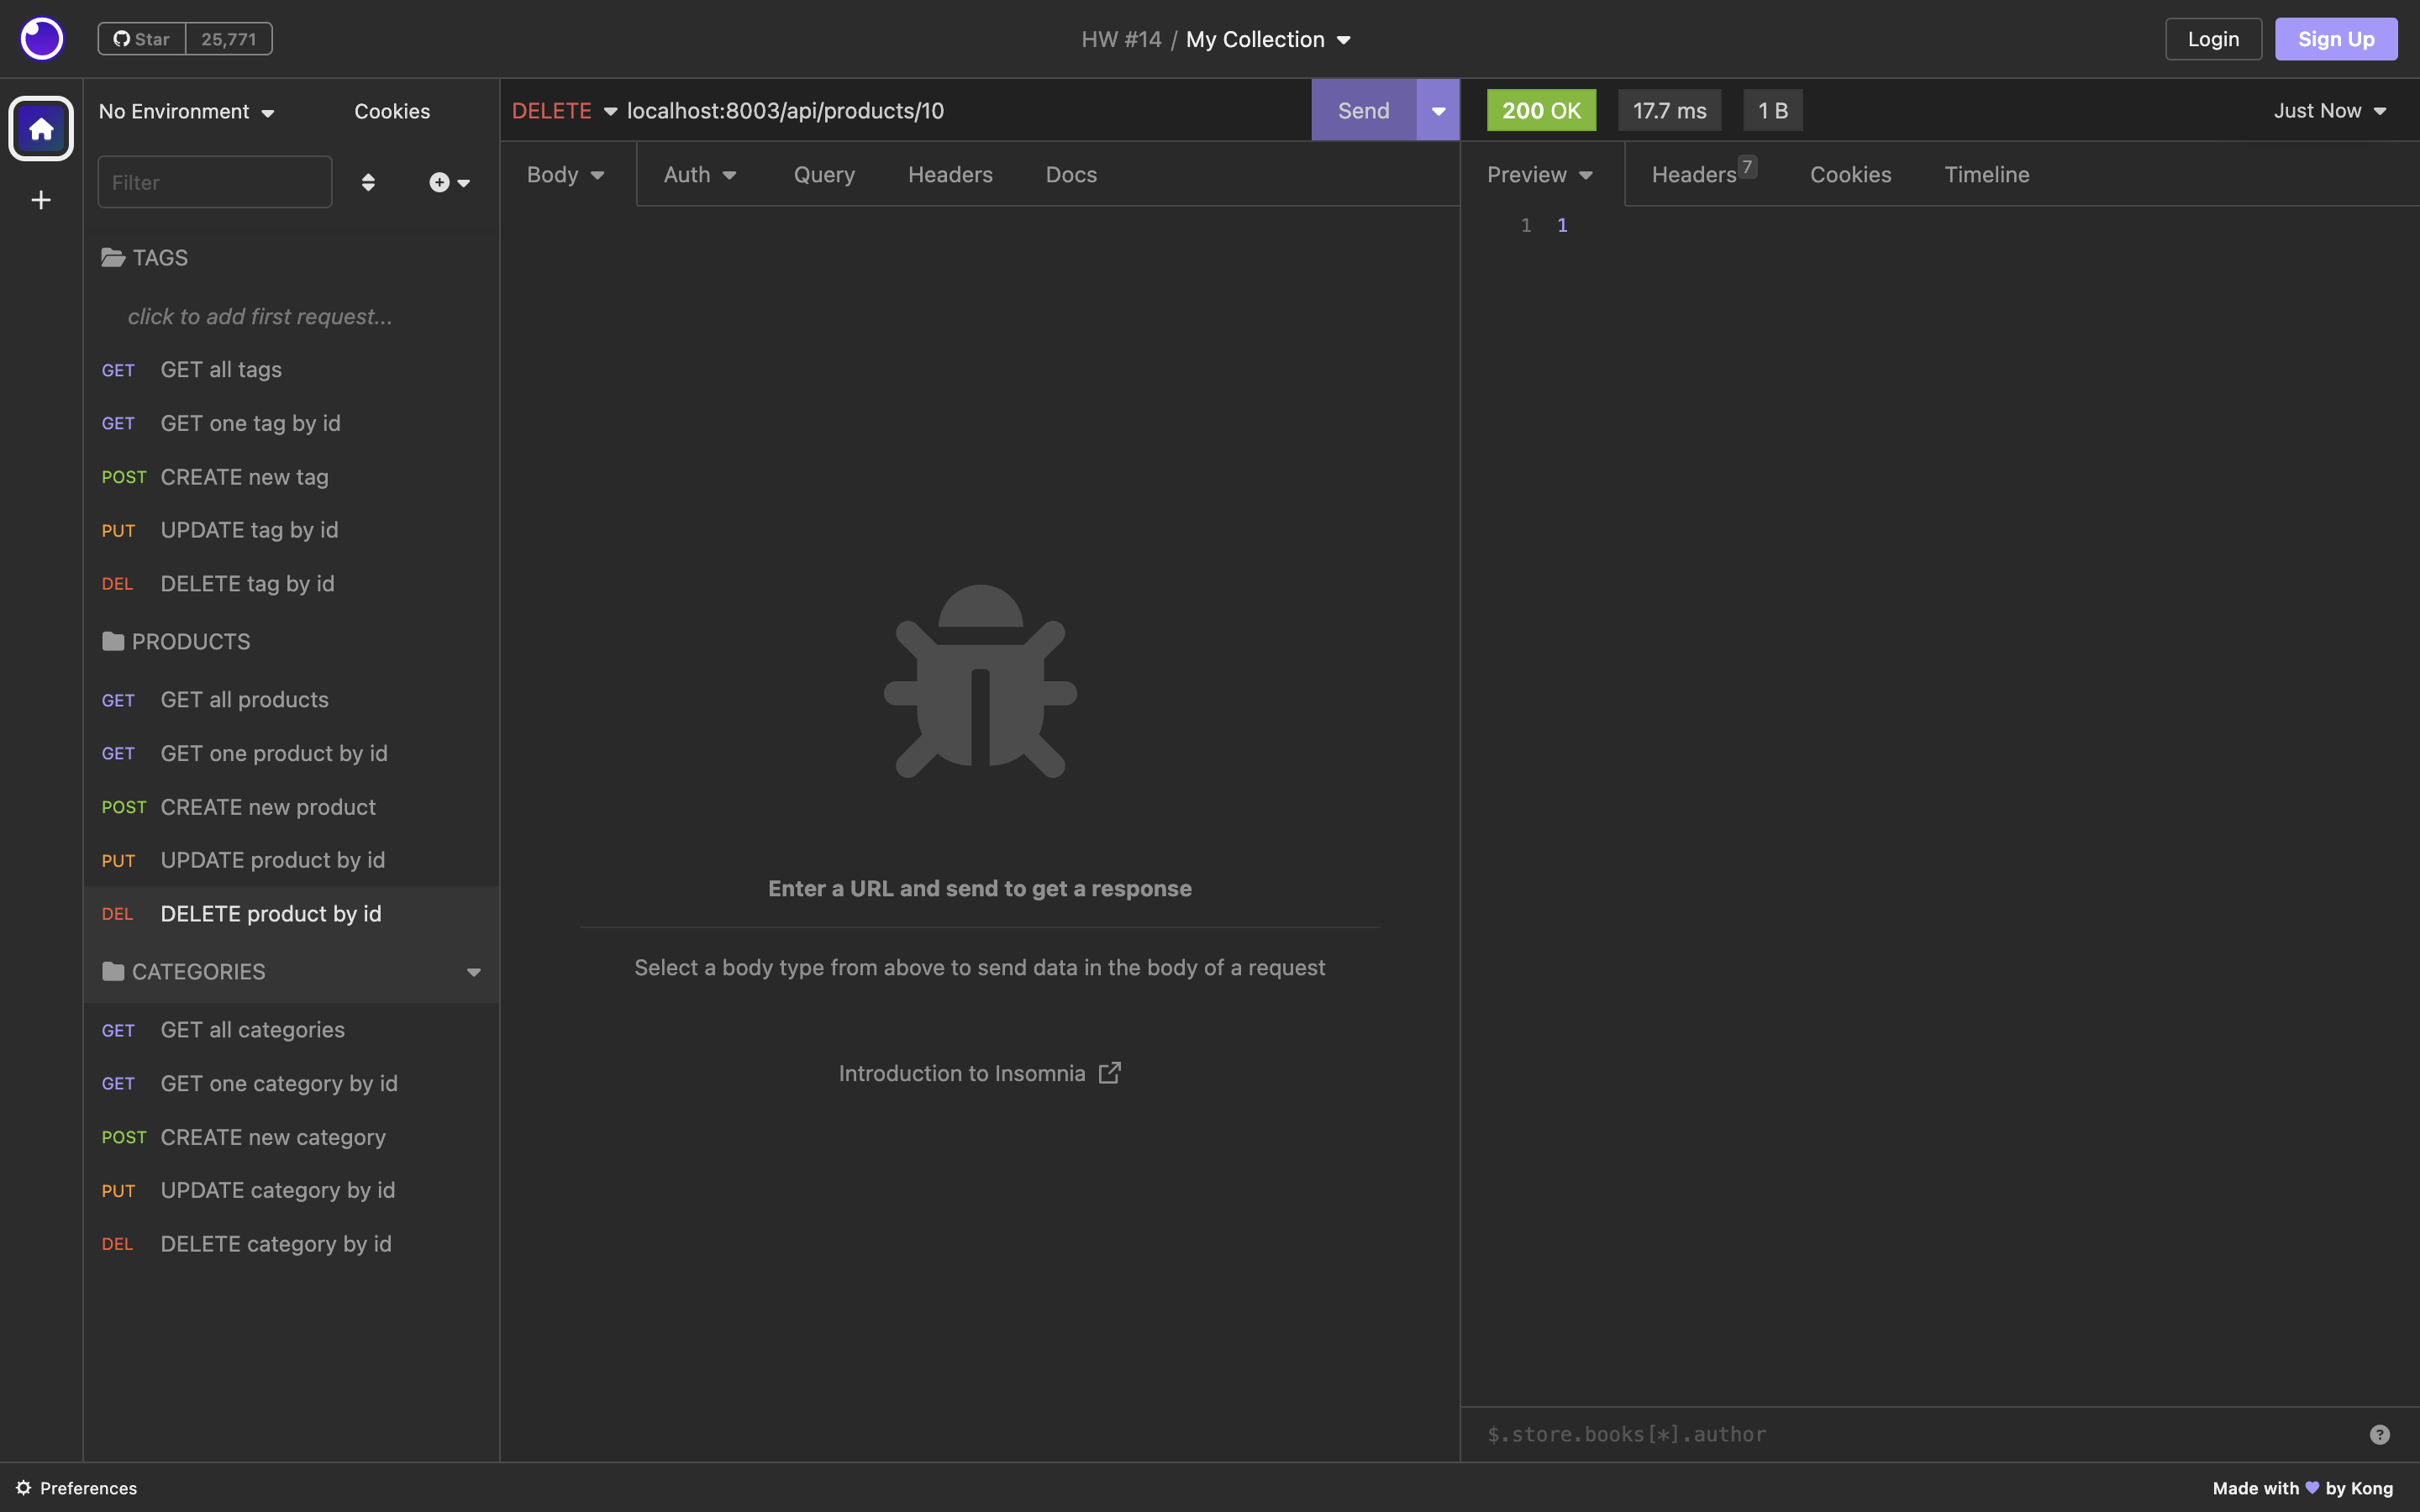 Star 25,771
HW #14 / My Collection
Login
Sign Up
No Environment
Cookies
Filter
TAGS
click to add first request...
GET GET all tags
GET GET one tag by id
POST CREATE new tag
PUT UPDATE tag by id
DEL DELETE tag by id
PRODUCTS
GET GET all products
GET GET one product by id
POST CREATE new product
PUT UPDATE product by id
DEL DELETE product by id
CATEGORIES
GET GET all categories
GET GET one category by id
POST CREATE new category
PUT UPDATE category by id
DEL DELETE category by id
DELETE localhost:8003/api/products/10
Send
Body Auth Query Headers Docs
Enter a URL and send to get a response
Select a body type from above to send data in the body of a request
Introduction to Insomnia
200 OK 17.7 ms 1 B
Just Now
Preview Headers 7 Cookies Timeline
1 1
$.store.books[*].author
?
Preferences
Made with by Kong